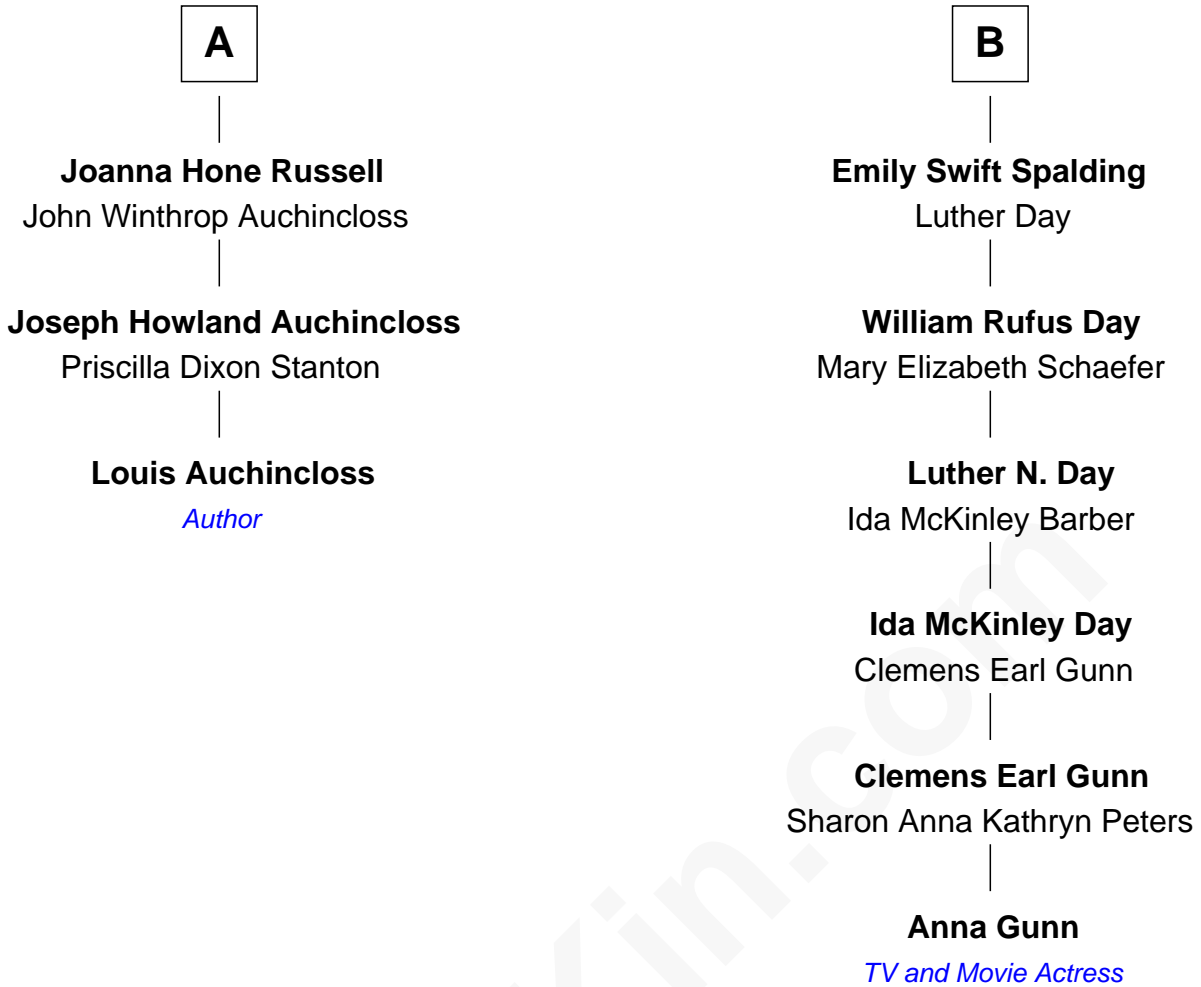 A
Joanna Hone Russell
John Winthrop Auchincloss
Joseph Howland Auchincloss
Priscilla Dixon Stanton
Louis Auchincloss
Author
B
Emily Swift Spalding
Luther Day
William Rufus Day
Mary Elizabeth Schaefer
Luther N. Day
Ida McKinley Barber
Ida McKinley Day
Clemens Earl Gunn
Clemens Earl Gunn
Sharon Anna Kathryn Peters
Anna Gunn
TV and Movie Actress